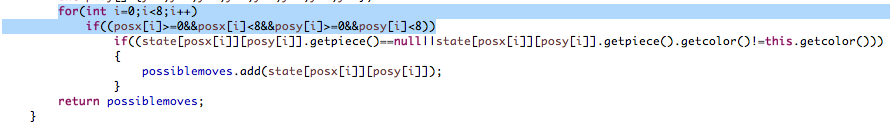 for(int i=0;i<8;i++)
if((posx[i]>=0&&posx[i]<8&&posy[i]>=0&&posy[i]<8))
if((state[posx[i]][posy[i]].getpiece()==null||state[posx[i]][posy[i]].getpiece().getcolor()!=this.getcolor()))
{
possiblemoves.add(state[posx[i]][posy[i]]);
}
return possiblemoves;
}